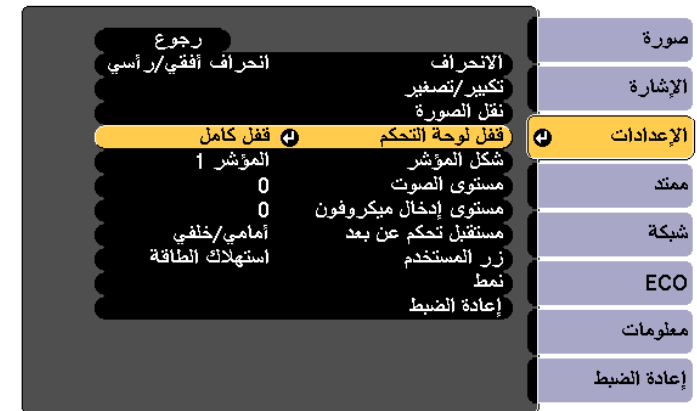 صورة
الإشارة
الإعدادات
ممتد
شبكة
ECO
معلومات
إعادة الضبط
رجوع
الانحراف انحراف أفقي/رأسي
تكبير/تصغير
نقل الصورة
قفل لوحة التحكم قفل كامل
شكل المؤشر المؤشر 1
مستوى الصوت 0
مستوى إدخال ميكروفون 0
مستقبل تحكم عن بعد أمامي/خلفي
زر المستخدم استهلاك الطاقة
نمط
إعادة الضبط